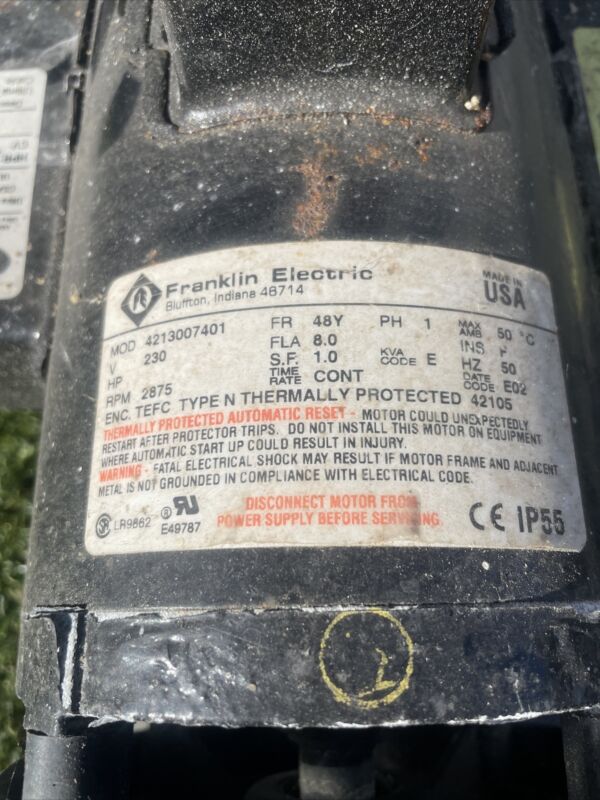 Franklin Electric
Bluffton, Indiana 46714
MADE IN
USA
MOD 4213007401 FR 48Y PH 1 MAX AMB 50 °C
V 230 FLA 8.0 KVA CODE E INS F
HP S.F. 1.0 HZ 50
RPM 2875 TIME RATE CONT DATE CODE E02
ENC. TEFC TYPE N THERMALLY PROTECTED 42105
THERMALLY PROTECTED AUTOMATIC RESET - MOTOR COULD UNEXPECTEDLY
RESTART AFTER PROTECTOR TRIPS. DO NOT INSTALL THIS MOTOR ON EQUIPMENT
WHERE AUTOMATIC START UP COULD RESULT IN INJURY.
WARNING - FATAL ELECTRICAL SHOCK MAY RESULT IF MOTOR FRAME AND ADJACENT
METAL IS NOT GROUNDED IN COMPLIANCE WITH ELECTRICAL CODE.
LR9862 E49787
DISCONNECT MOTOR FROM
POWER SUPPLY BEFORE SERVICING.
CE IP55